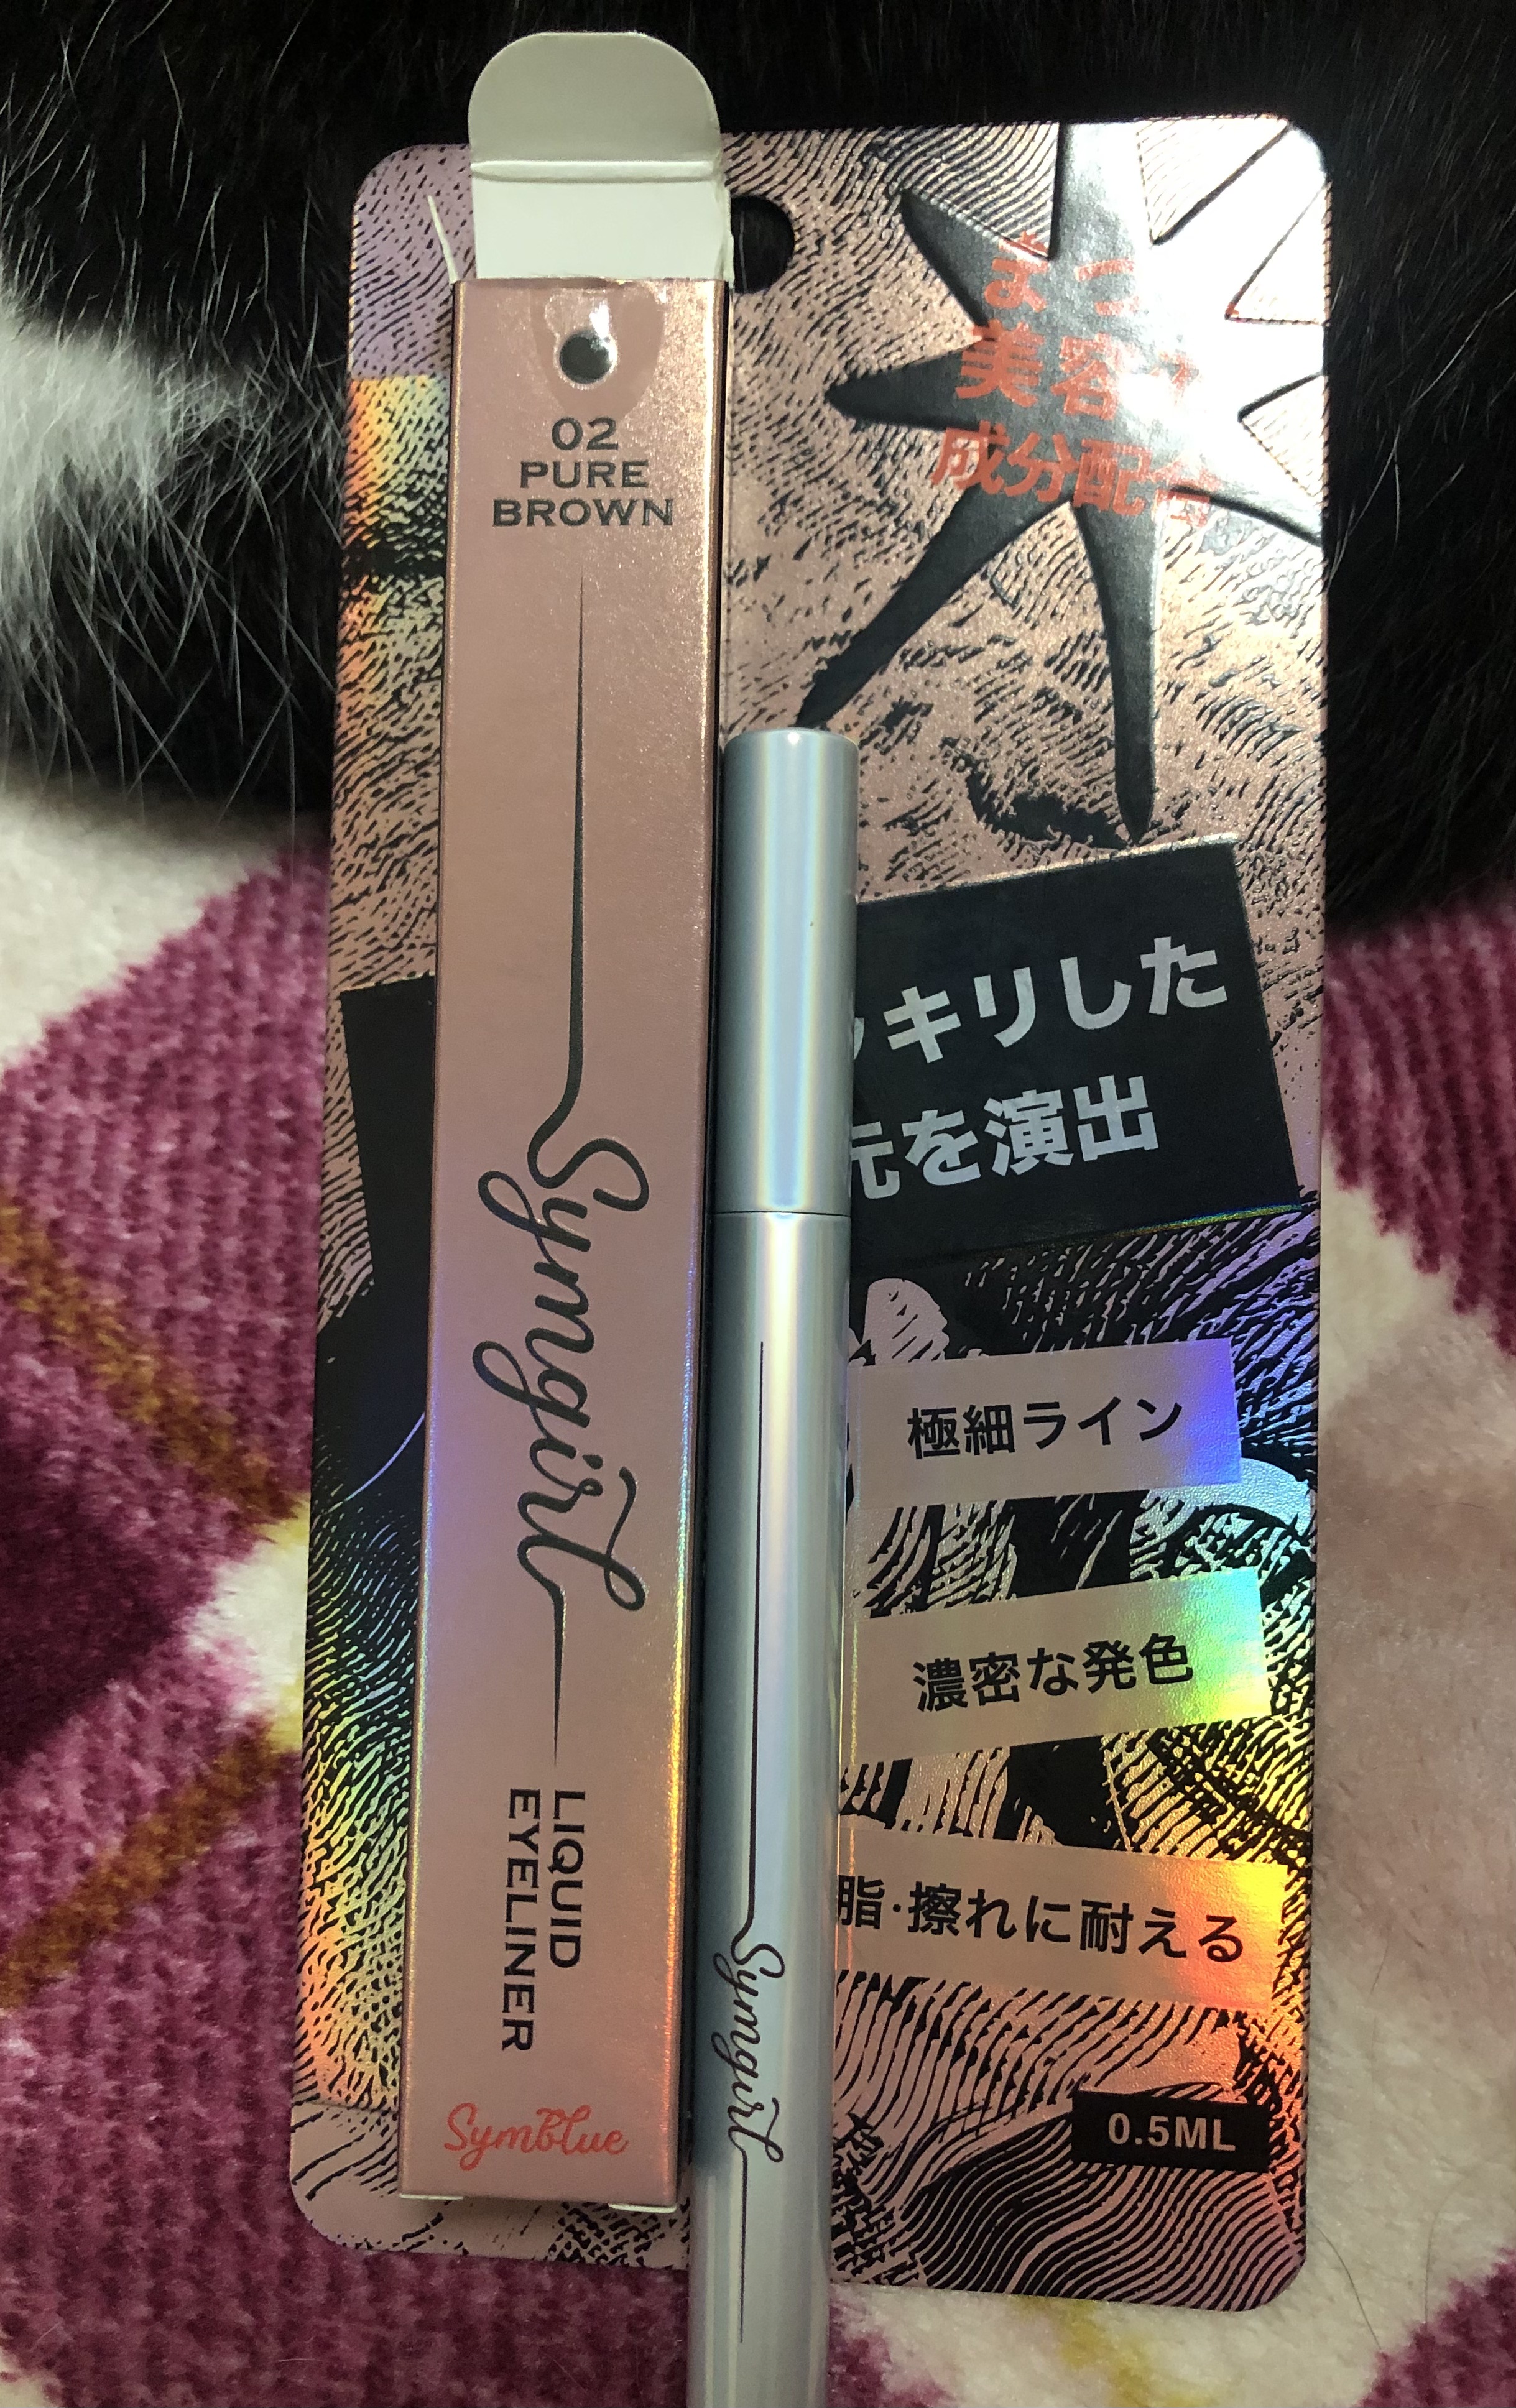 02
PURE
BROWN
Symgirl
LIQUID
EYELINER
SymBlue
美容
成分配合
キリした
元を演出
極細ライン
濃密な発色
脂·擦れに耐える
0.5ML
Symgirl